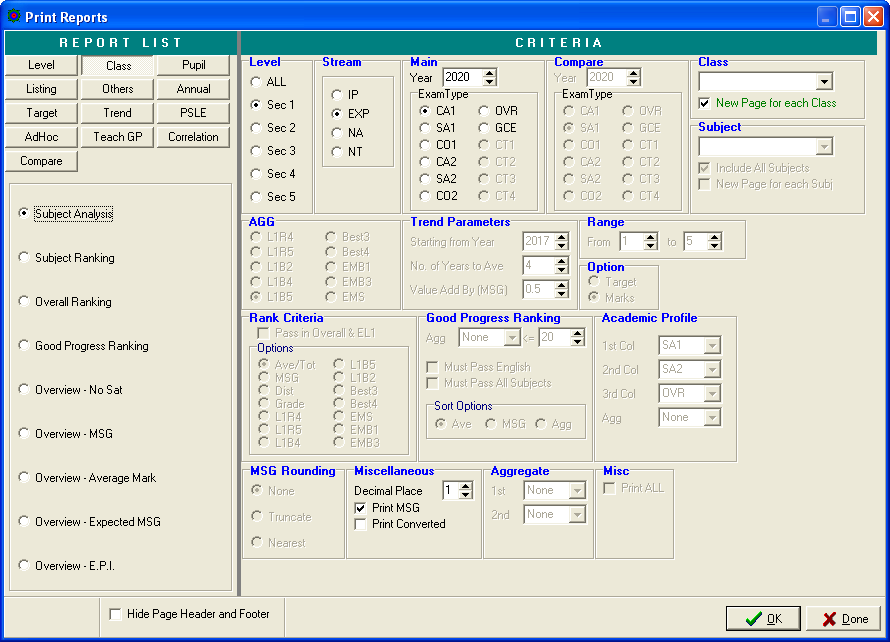 Print Reports
REPORT LIST
CRITERIA
Level Class Pupil
Listing Others Annual
Target Trend PSLE
AdHoc Teach GP Correlation
Compare
Subject Analysis
Subject Ranking
Overall Ranking
Good Progress Ranking
Overview - No Sat
Overview - MSG
Overview - Average Mark
Overview - Expected MSG
Overview - E.P.I.
Level
ALL
Sec 1
Sec 2
Sec 3
Sec 4
Sec 5
Stream
IP
EXP
NA
NT
Main
Year 2020
ExamType
CA1 OVR
SA1 GCE
CO1 CT1
CA2 CT2
SA2 CT3
CO2 CT4
Compare
Year 2020
ExamType
CA1 OVR
SA1 GCE
CO1 CT1
CA2 CT2
SA2 CT3
CO2 CT4
Class
New Page for each Class
Subject
Include All Subjects
New Page for each Subj
AGG
L1R4 Best3
L1R5 Best4
L1B2 EMB1
L1B4 EMB3
L1B5 EMS
Trend Parameters
Starting from Year 2017
No. of Years to Ave 4
Value Add By (MSG) 0.5
Range
From 1 to 5
Option
Target
Marks
Rank Criteria
Pass in Overall & EL1
Options
Ave/Tot L1B5
MSG L1B2
Dist Best3
Grade Best4
L1R4 EMS
L1R5 EMB1
L1B4 EMB3
Good Progress Ranking
Agg None <= 20
Must Pass English
Must Pass All Subjects
Sort Options
Ave MSG Agg
Academic Profile
1st Col SA1
2nd Col SA2
3rd Col OVR
Agg None
MSG Rounding
None
Truncate
Nearest
Miscellaneous
Decimal Place 1
Print MSG
Print Converted
Aggregate
1st None
2nd None
Misc
Print ALL
Hide Page Header and Footer
OK
Done